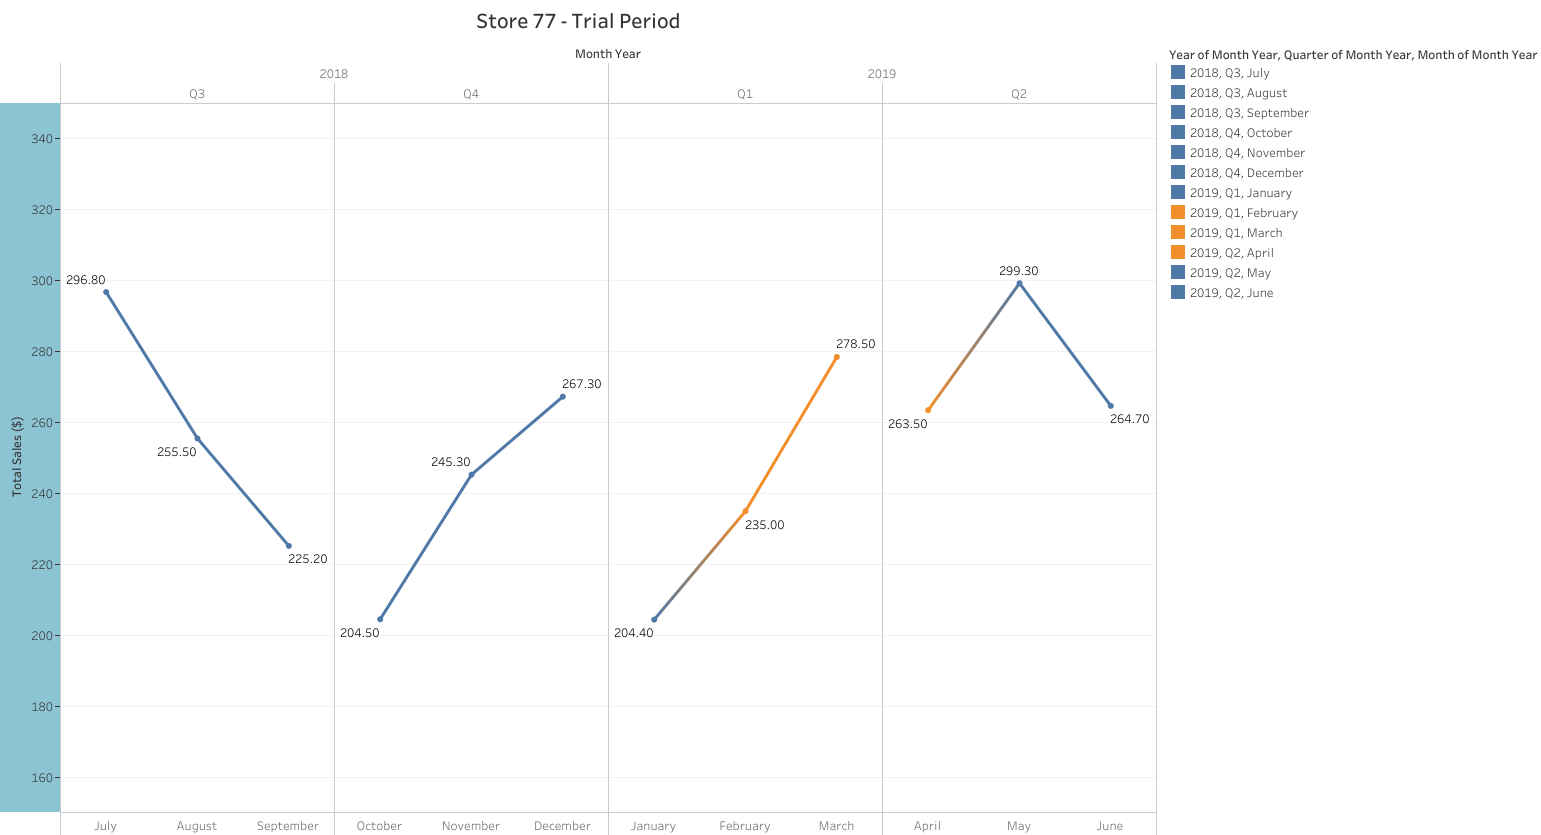 Store 77 - Trial Period
Month Year
2018
2019
Q3
Q4
Q1
Q2
Total Sales ($)
340
320
300
280
260
240
220
200
180
160
296.80
255.50
225.20
204.50
245.30
267.30
204.40
235.00
278.50
263.50
299.30
264.70
July
August
September
October
November
December
January
February
March
April
May
June
Year of Month Year, Quarter of Month Year, Month of Month Year
2018, Q3, July
2018, Q3, August
2018, Q3, September
2018, Q4, October
2018, Q4, November
2018, Q4, December
2019, Q1, January
2019, Q1, February
2019, Q1, March
2019, Q2, April
2019, Q2, May
2019, Q2, June